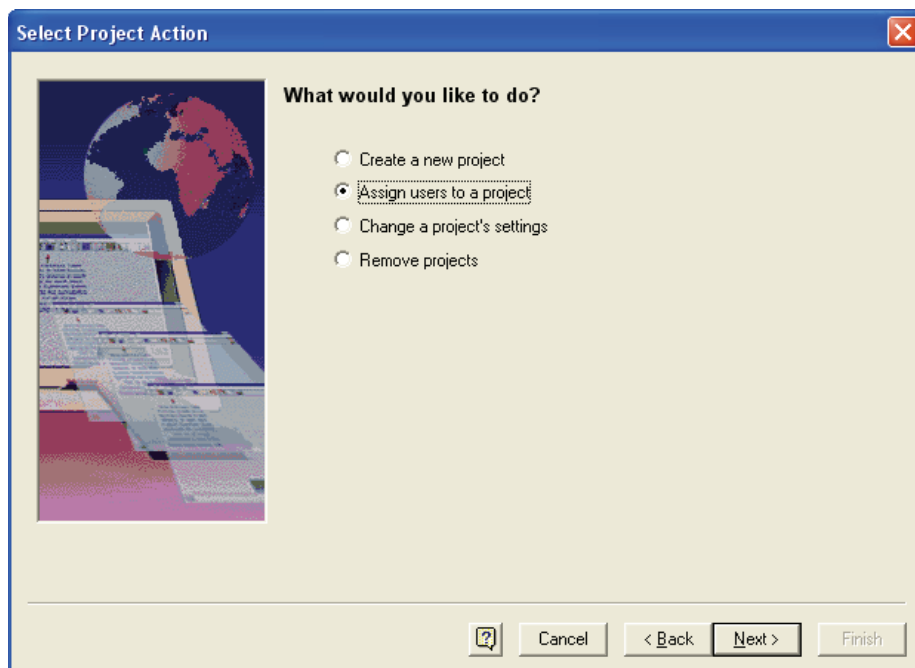 Select Project Action
What would you like to do?
Create a new project
Assign users to a project
Change a project's settings
Remove projects
Cancel
< Back
Next >
Finish